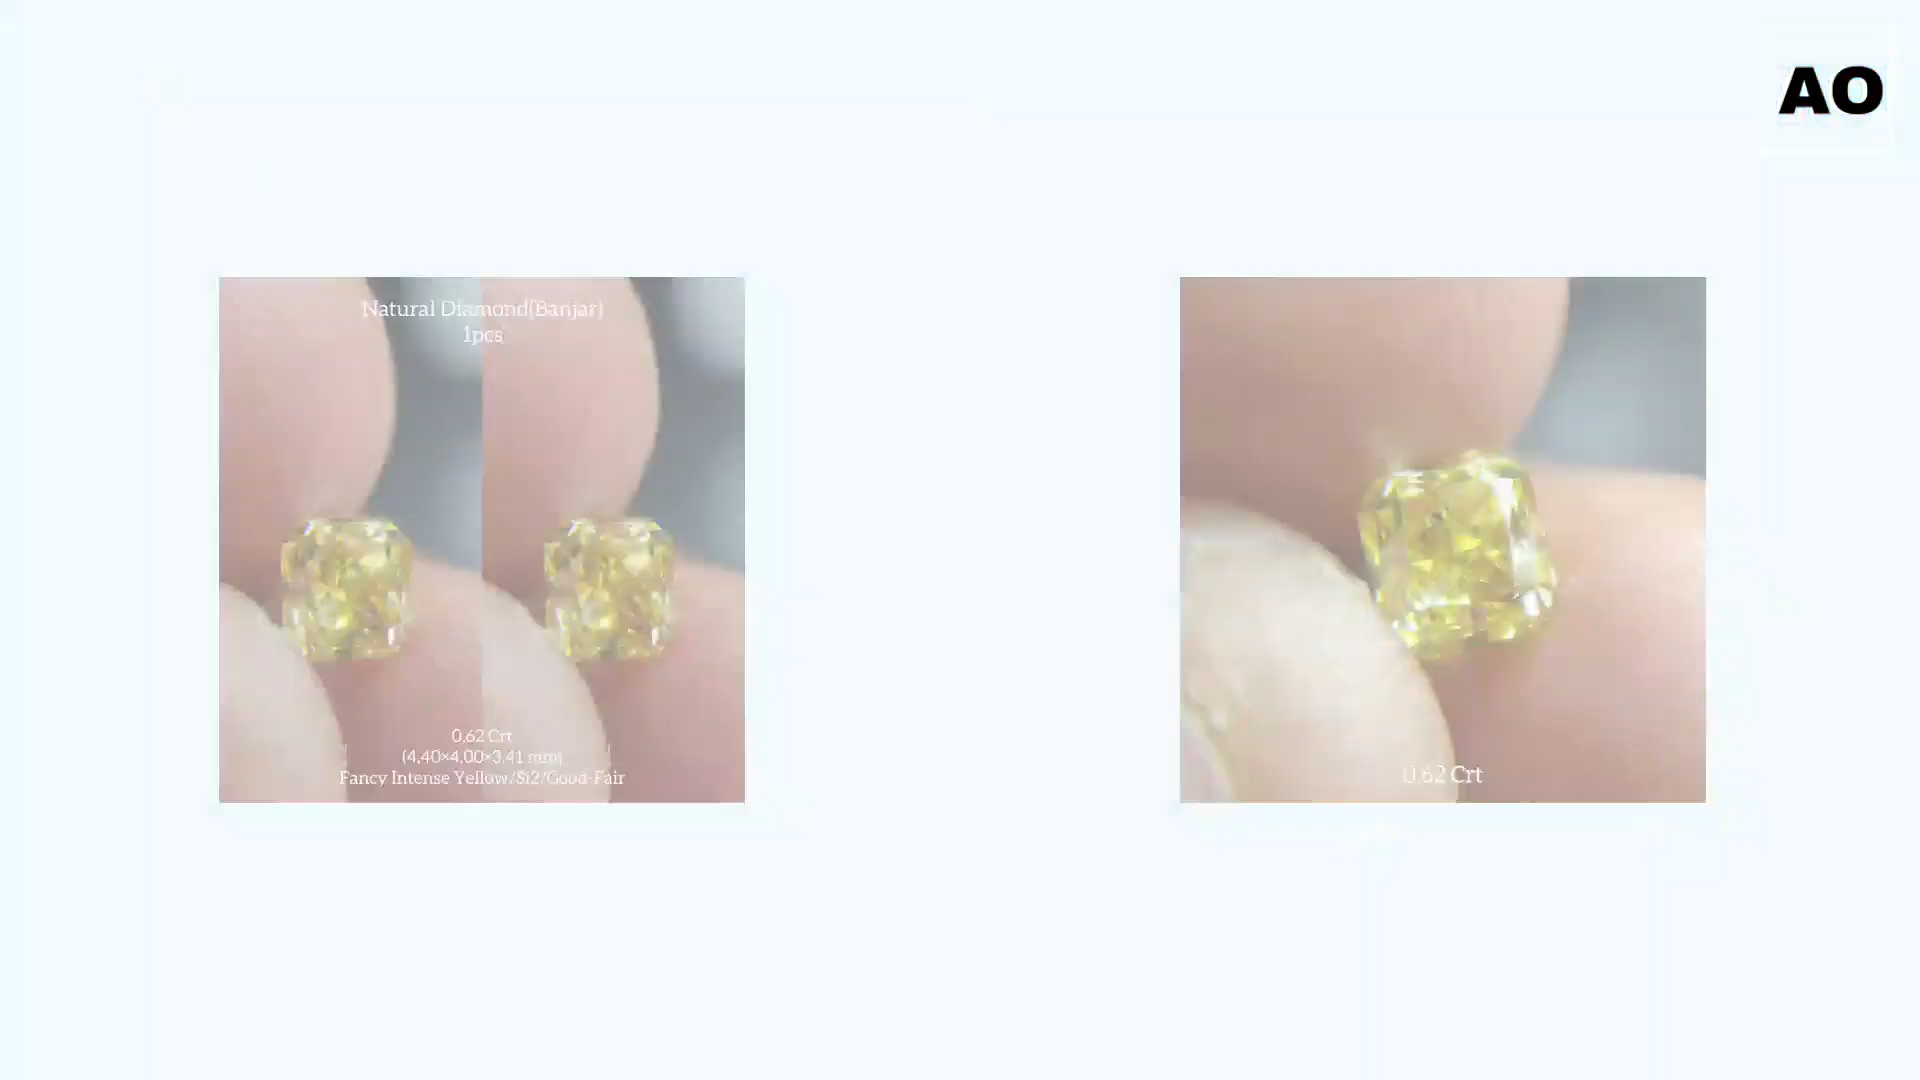 AO
Natural Diamond(Banjar)
1pcs
0,62 Crt
(4,40×4,00×3,41 mm)
Fancy Intense Yellow/Si2/Good-Fair
0,62 Crt